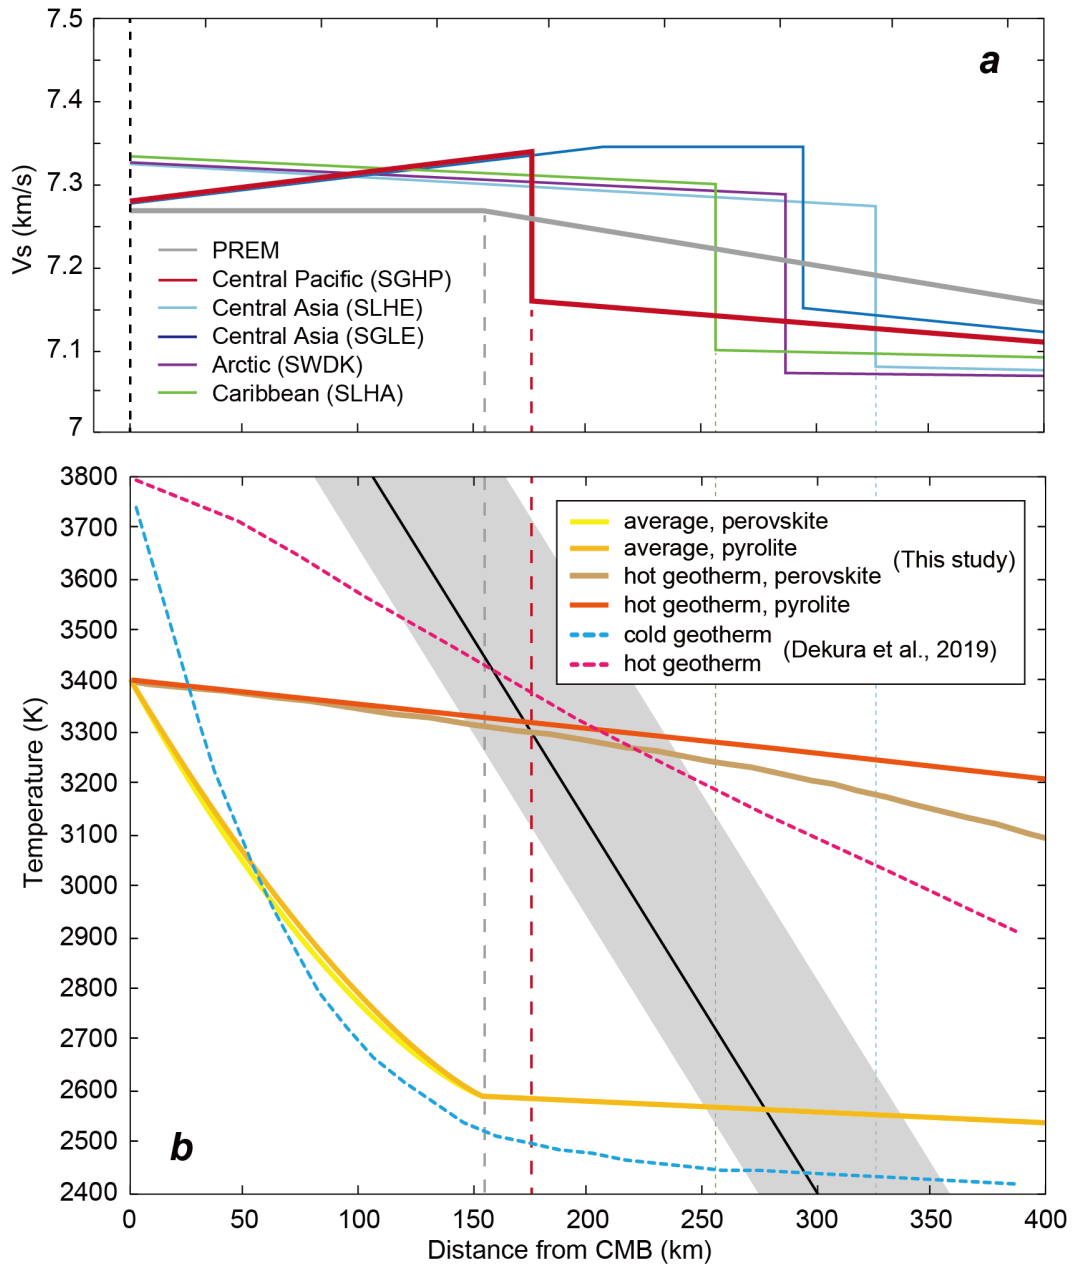 7.5
7.4
7.3
7.2
7.1
7
Vs (km/s)
a
PREM
Central Pacific (SGHP)
Central Asia (SLHE)
Central Asia (SGLE)
Arctic (SWDK)
Caribbean (SLHA)
3800
3700
3600
3500
3400
3300
3200
3100
3000
2900
2800
2700
2600
2500
2400
Temperature (K)
average, perovskite
average, pyrolite
(This study)
hot geotherm, perovskite
hot geotherm, pyrolite
cold geotherm
(Dekura et al., 2019)
hot geotherm
b
0 50 100 150 200 250 300 350 400
Distance from CMB (km)